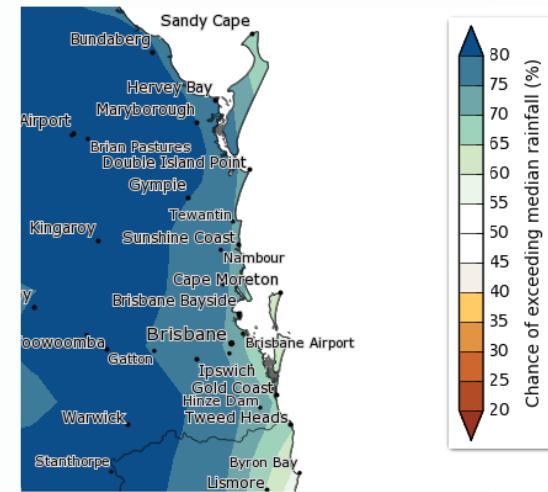 Sandy Cape
Bundaberg
Hervey Bay
Maryborough
Airport
Brian Pastures
Double Island Point
Gympie
Tewantin
Kingaroy
Sunshine Coast
Nambour
Cape Moreton
y
Brisbane Bayside
Brisbane
Brisbane Airport
oowoomba
Gatton
Ipswich
Gold Coast
Hinze Dam
Warwick
Tweed Heads
Stanthorpe
Byron Bay
Lismore
80
75
70
65
60
55
50
45
40
35
30
25
20
Chance of exceeding median rainfall (%)